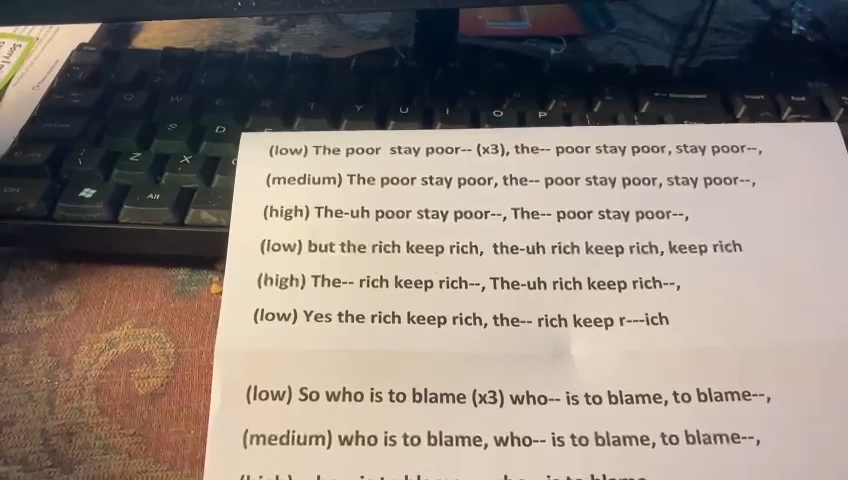 Q W E R T Y U I O P
S D
Z X
Alt
(low) The poor stay poor-- (x3), the-- poor stay poor, stay poor--,
(medium) The poor stay poor, the-- poor stay poor, stay poor--,
(high) The-uh poor stay poor--, The-- poor stay poor--,
(low) but the rich keep rich, the-uh rich keep rich, keep rich
(high) The-- rich keep rich--, The-uh rich keep rich--,
(low) Yes the rich keep rich, the-- rich keep r---ich
(low) So who is to blame (x3) who-- is to blame, to blame--,
(medium) who is to blame, who-- is to blame, to blame--,